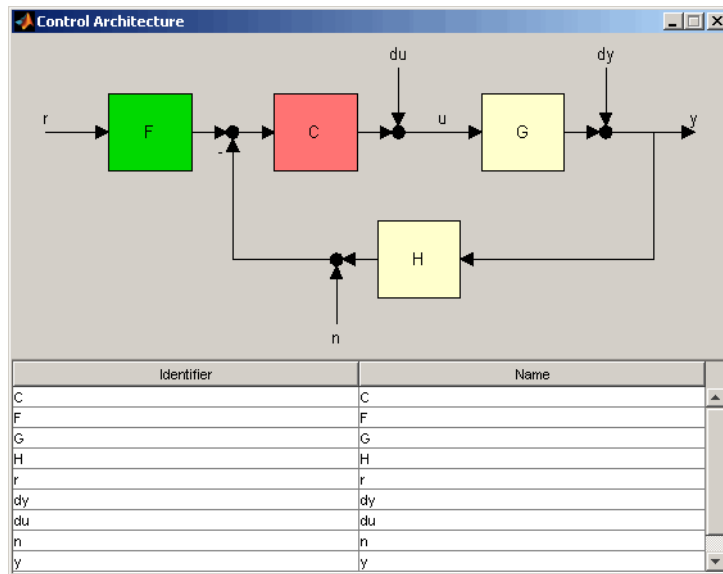 Control Architecture
du
dy
r
F
C
u
G
y
-
H
n
Identifier Name
C C
F F
G G
H H
r r
dy dy
du du
n n
y y